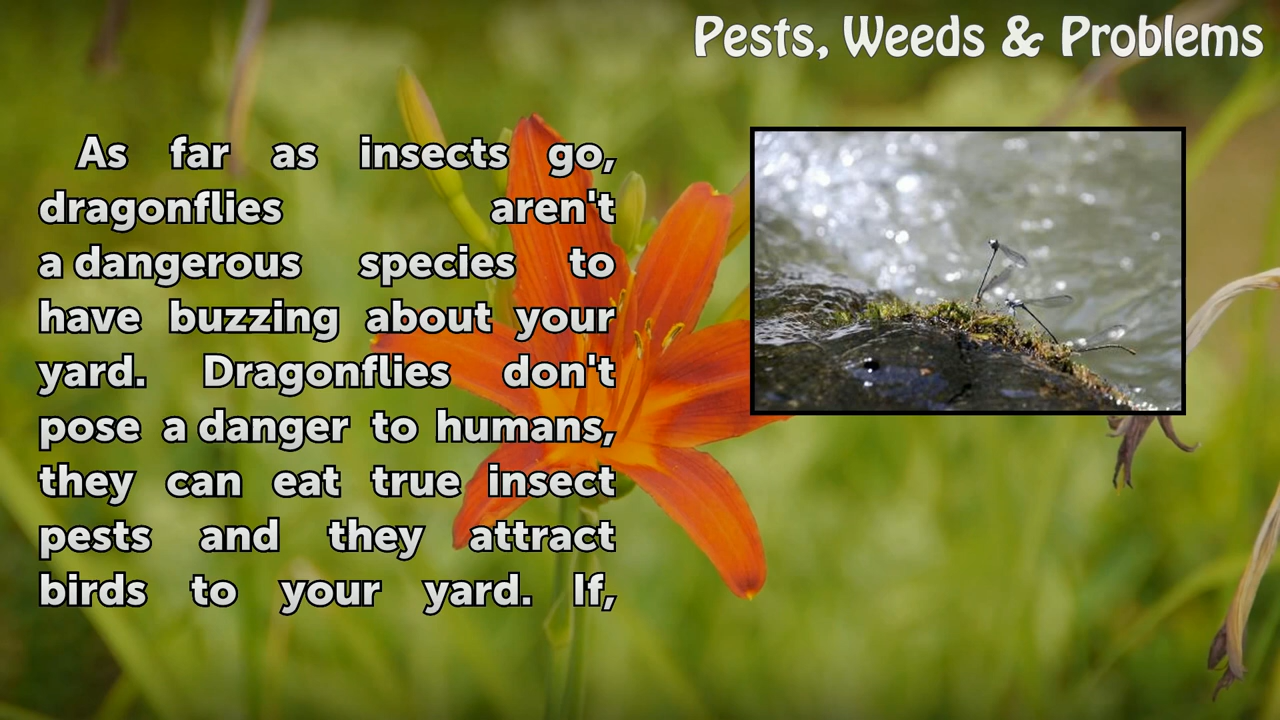 Pests, Weeds & Problems
As far as insects go,
dragonflies aren't
a dangerous species to
have buzzing about your
yard. Dragonflies don't
pose a danger to humans,
they can eat true insect
pests and they attract
birds to your yard. If,